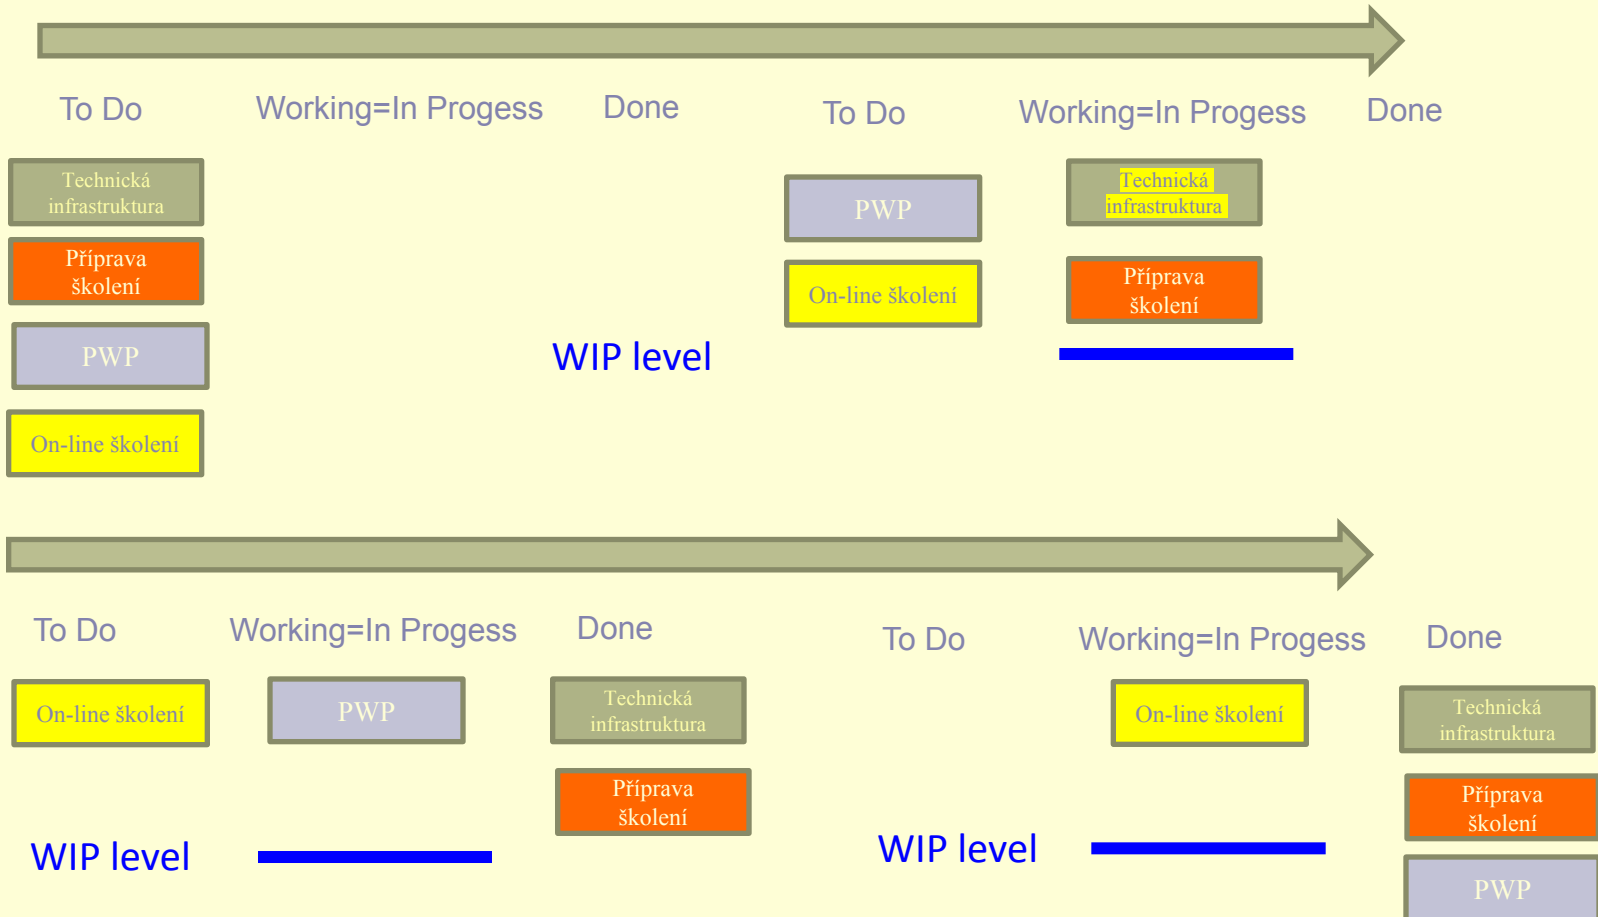 To Do
Working=In Progess
Done
To Do
Working=In Progess
Done
Technická
infrastruktura
Příprava
školení
PWP
On-line školení
PWP
On-line školení
Technická
infrastruktura
Příprava
školení
WIP level
To Do
Working=In Progess
Done
To Do
Working=In Progess
Done
On-line školení
PWP
Technická
infrastruktura
Příprava
školení
WIP level
On-line školení
Technická
infrastruktura
Příprava
školení
PWP
WIP level